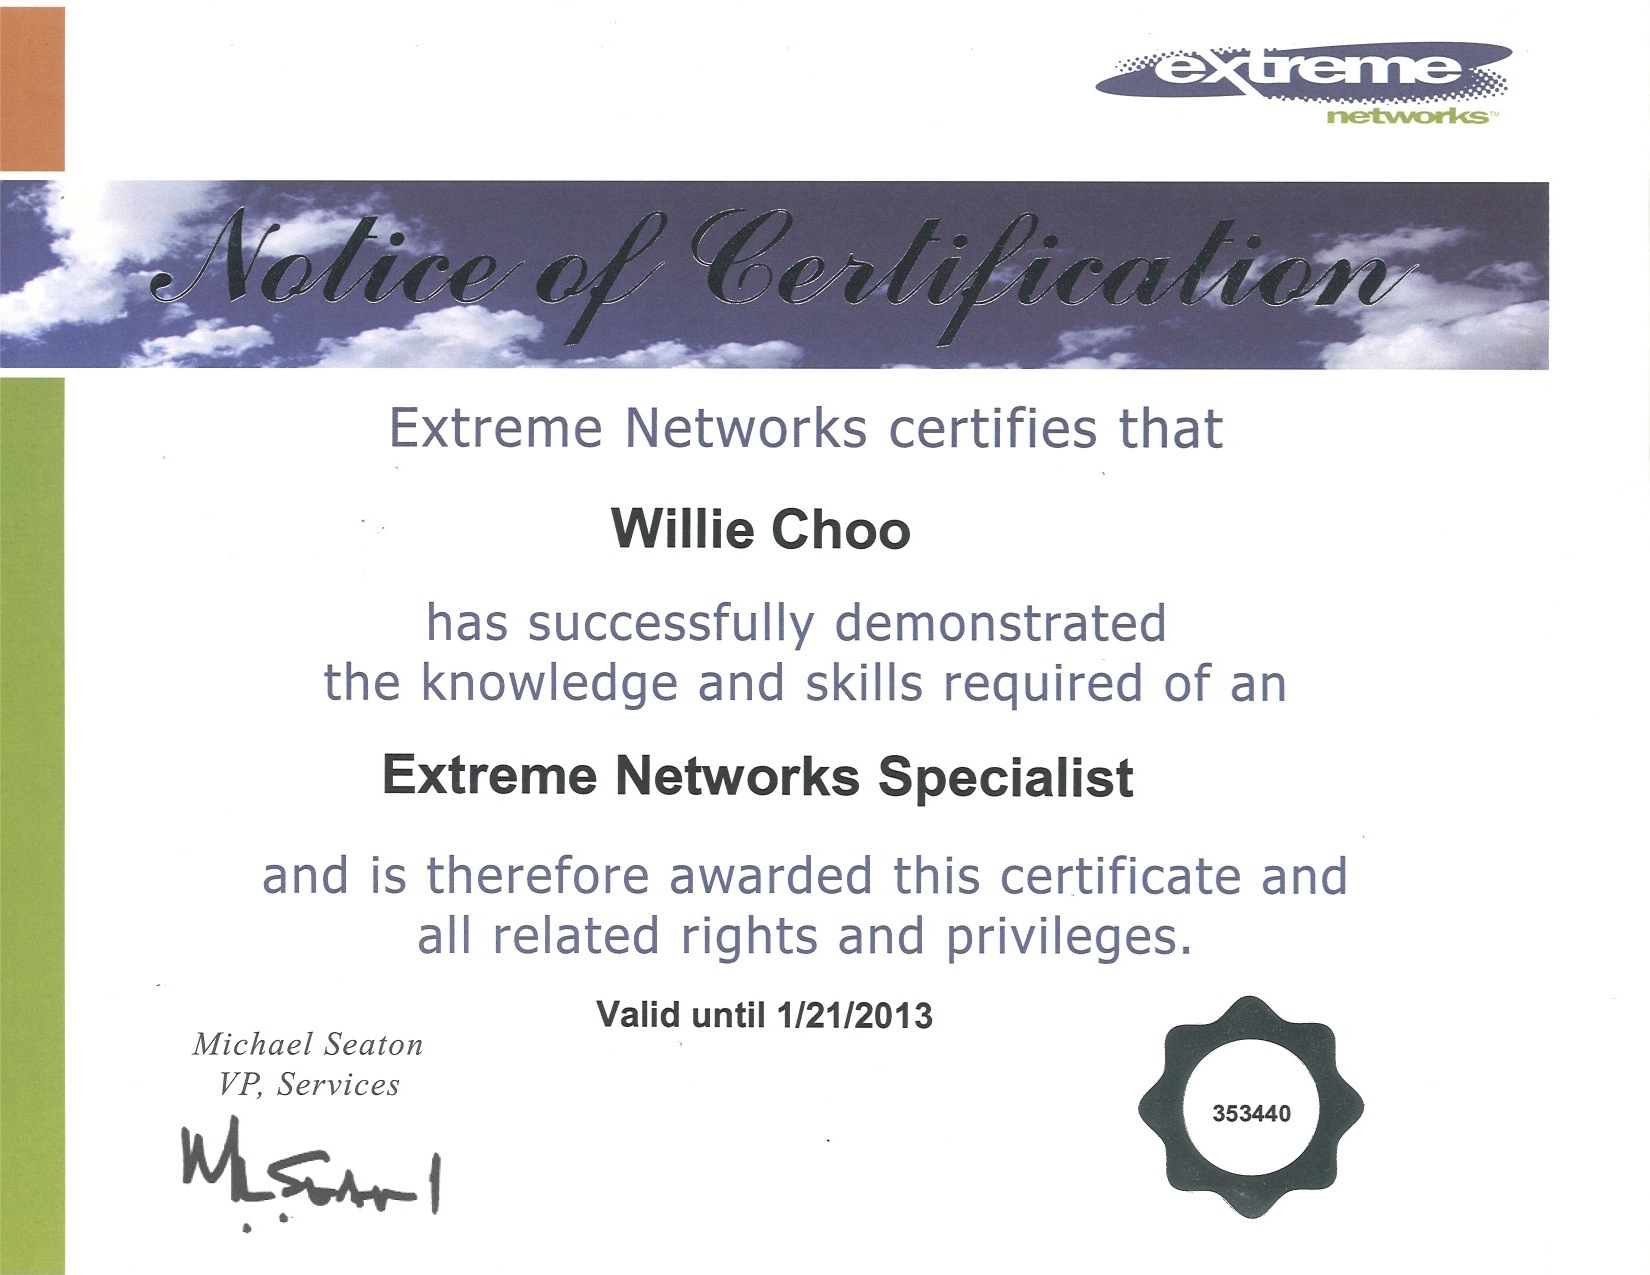 extreme
networks™
Notice of Certification
Extreme Networks certifies that
Willie Choo
has successfully demonstrated
the knowledge and skills required of an
Extreme Networks Specialist
and is therefore awarded this certificate and
all related rights and privileges.
Valid until 1/21/2013
Michael Seaton
VP, Services
353440